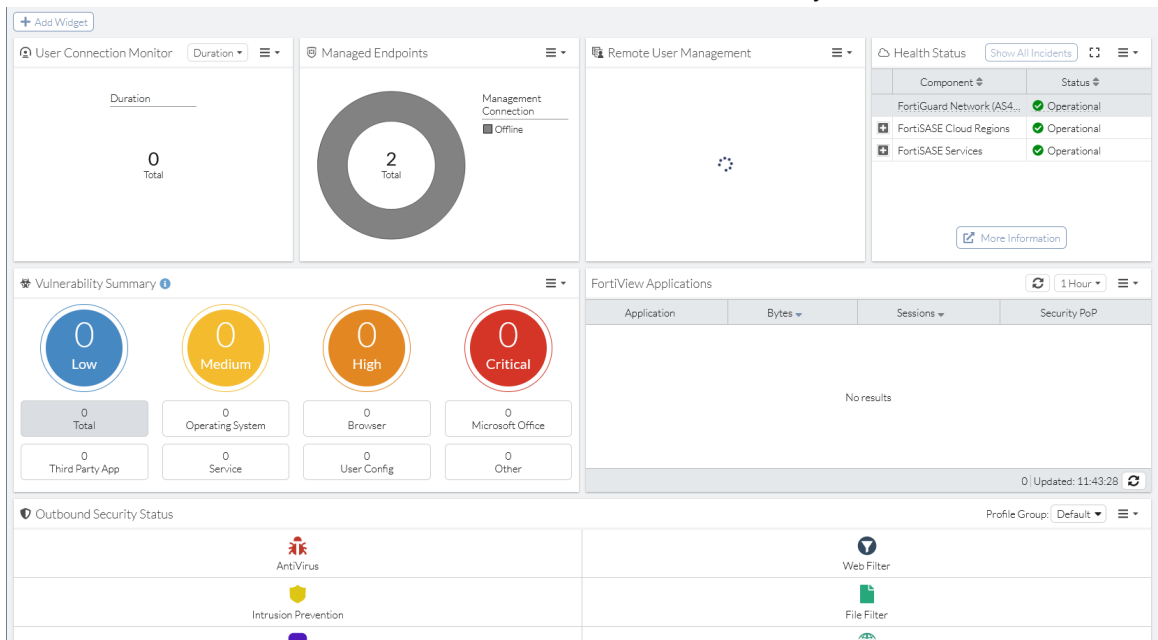 + Add Widget
User Connection Monitor
Duration
Managed Endpoints
Remote User Management
Health Status
Show All Incidents
Duration
0
Total
Management
Connection
Offline
2
Total
Component
Status
FortiGuard Network (AS4...
Operational
FortiSASE Cloud Regions
Operational
FortiSASE Services
Operational
More Information
Vulnerability Summary
0
Low
0
Medium
0
High
0
Critical
0
Total
0
Operating System
0
Browser
0
Microsoft Office
0
Third Party App
0
Service
0
User Config
0
Other
FortiView Applications
1 Hour
Application
Bytes
Sessions
Security PoP
No results
0 Updated: 11:43:28
Outbound Security Status
Profile Group: Default
AntiVirus
Web Filter
Intrusion Prevention
File Filter